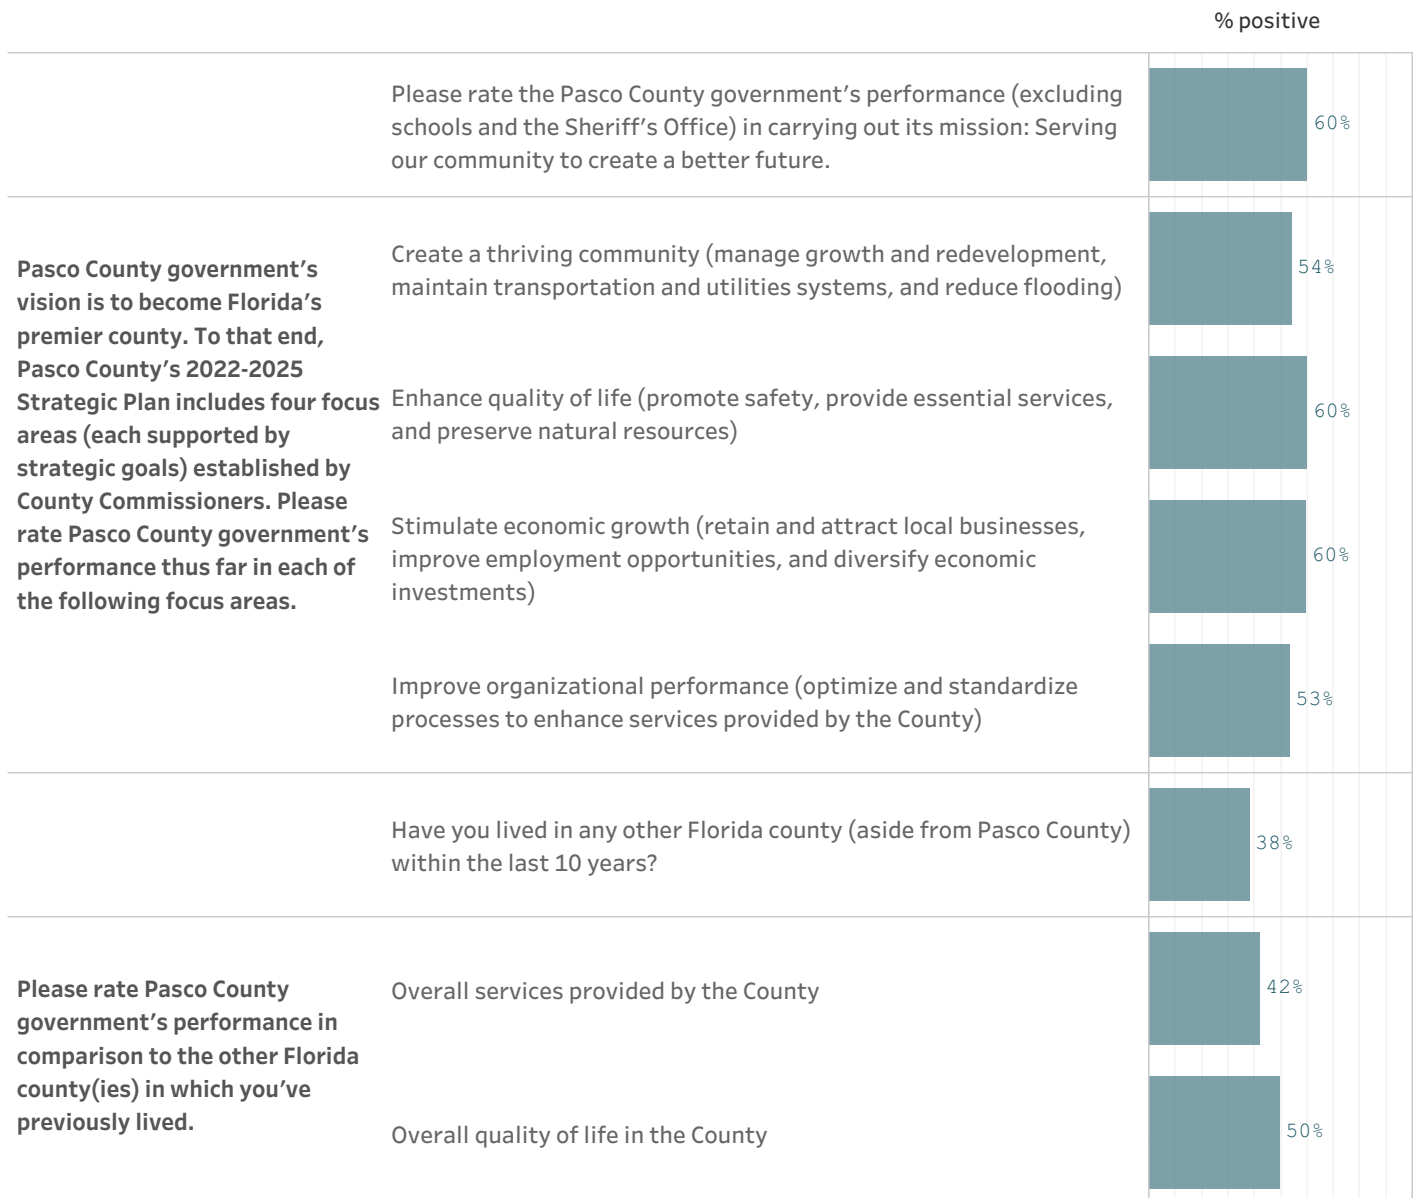 % positive
Please rate the Pasco County government’s performance (excluding
schools and the Sheriff’s Office) in carrying out its mission: Serving
our community to create a better future.
60%
Pasco County government’s
vision is to become Florida’s
premier county. To that end,
Pasco County’s 2022-2025
Strategic Plan includes four focus
areas (each supported by
strategic goals) established by
County Commissioners. Please
rate Pasco County government’s
performance thus far in each of
the following focus areas.
Create a thriving community (manage growth and redevelopment,
maintain transportation and utilities systems, and reduce flooding)
54%
Enhance quality of life (promote safety, provide essential services,
and preserve natural resources)
60%
Stimulate economic growth (retain and attract local businesses,
improve employment opportunities, and diversify economic
investments)
60%
Improve organizational performance (optimize and standardize
processes to enhance services provided by the County)
53%
Have you lived in any other Florida county (aside from Pasco County)
within the last 10 years?
38%
Please rate Pasco County
government’s performance in
comparison to the other Florida
county(ies) in which you’ve
previously lived.
Overall services provided by the County
42%
Overall quality of life in the County
50%